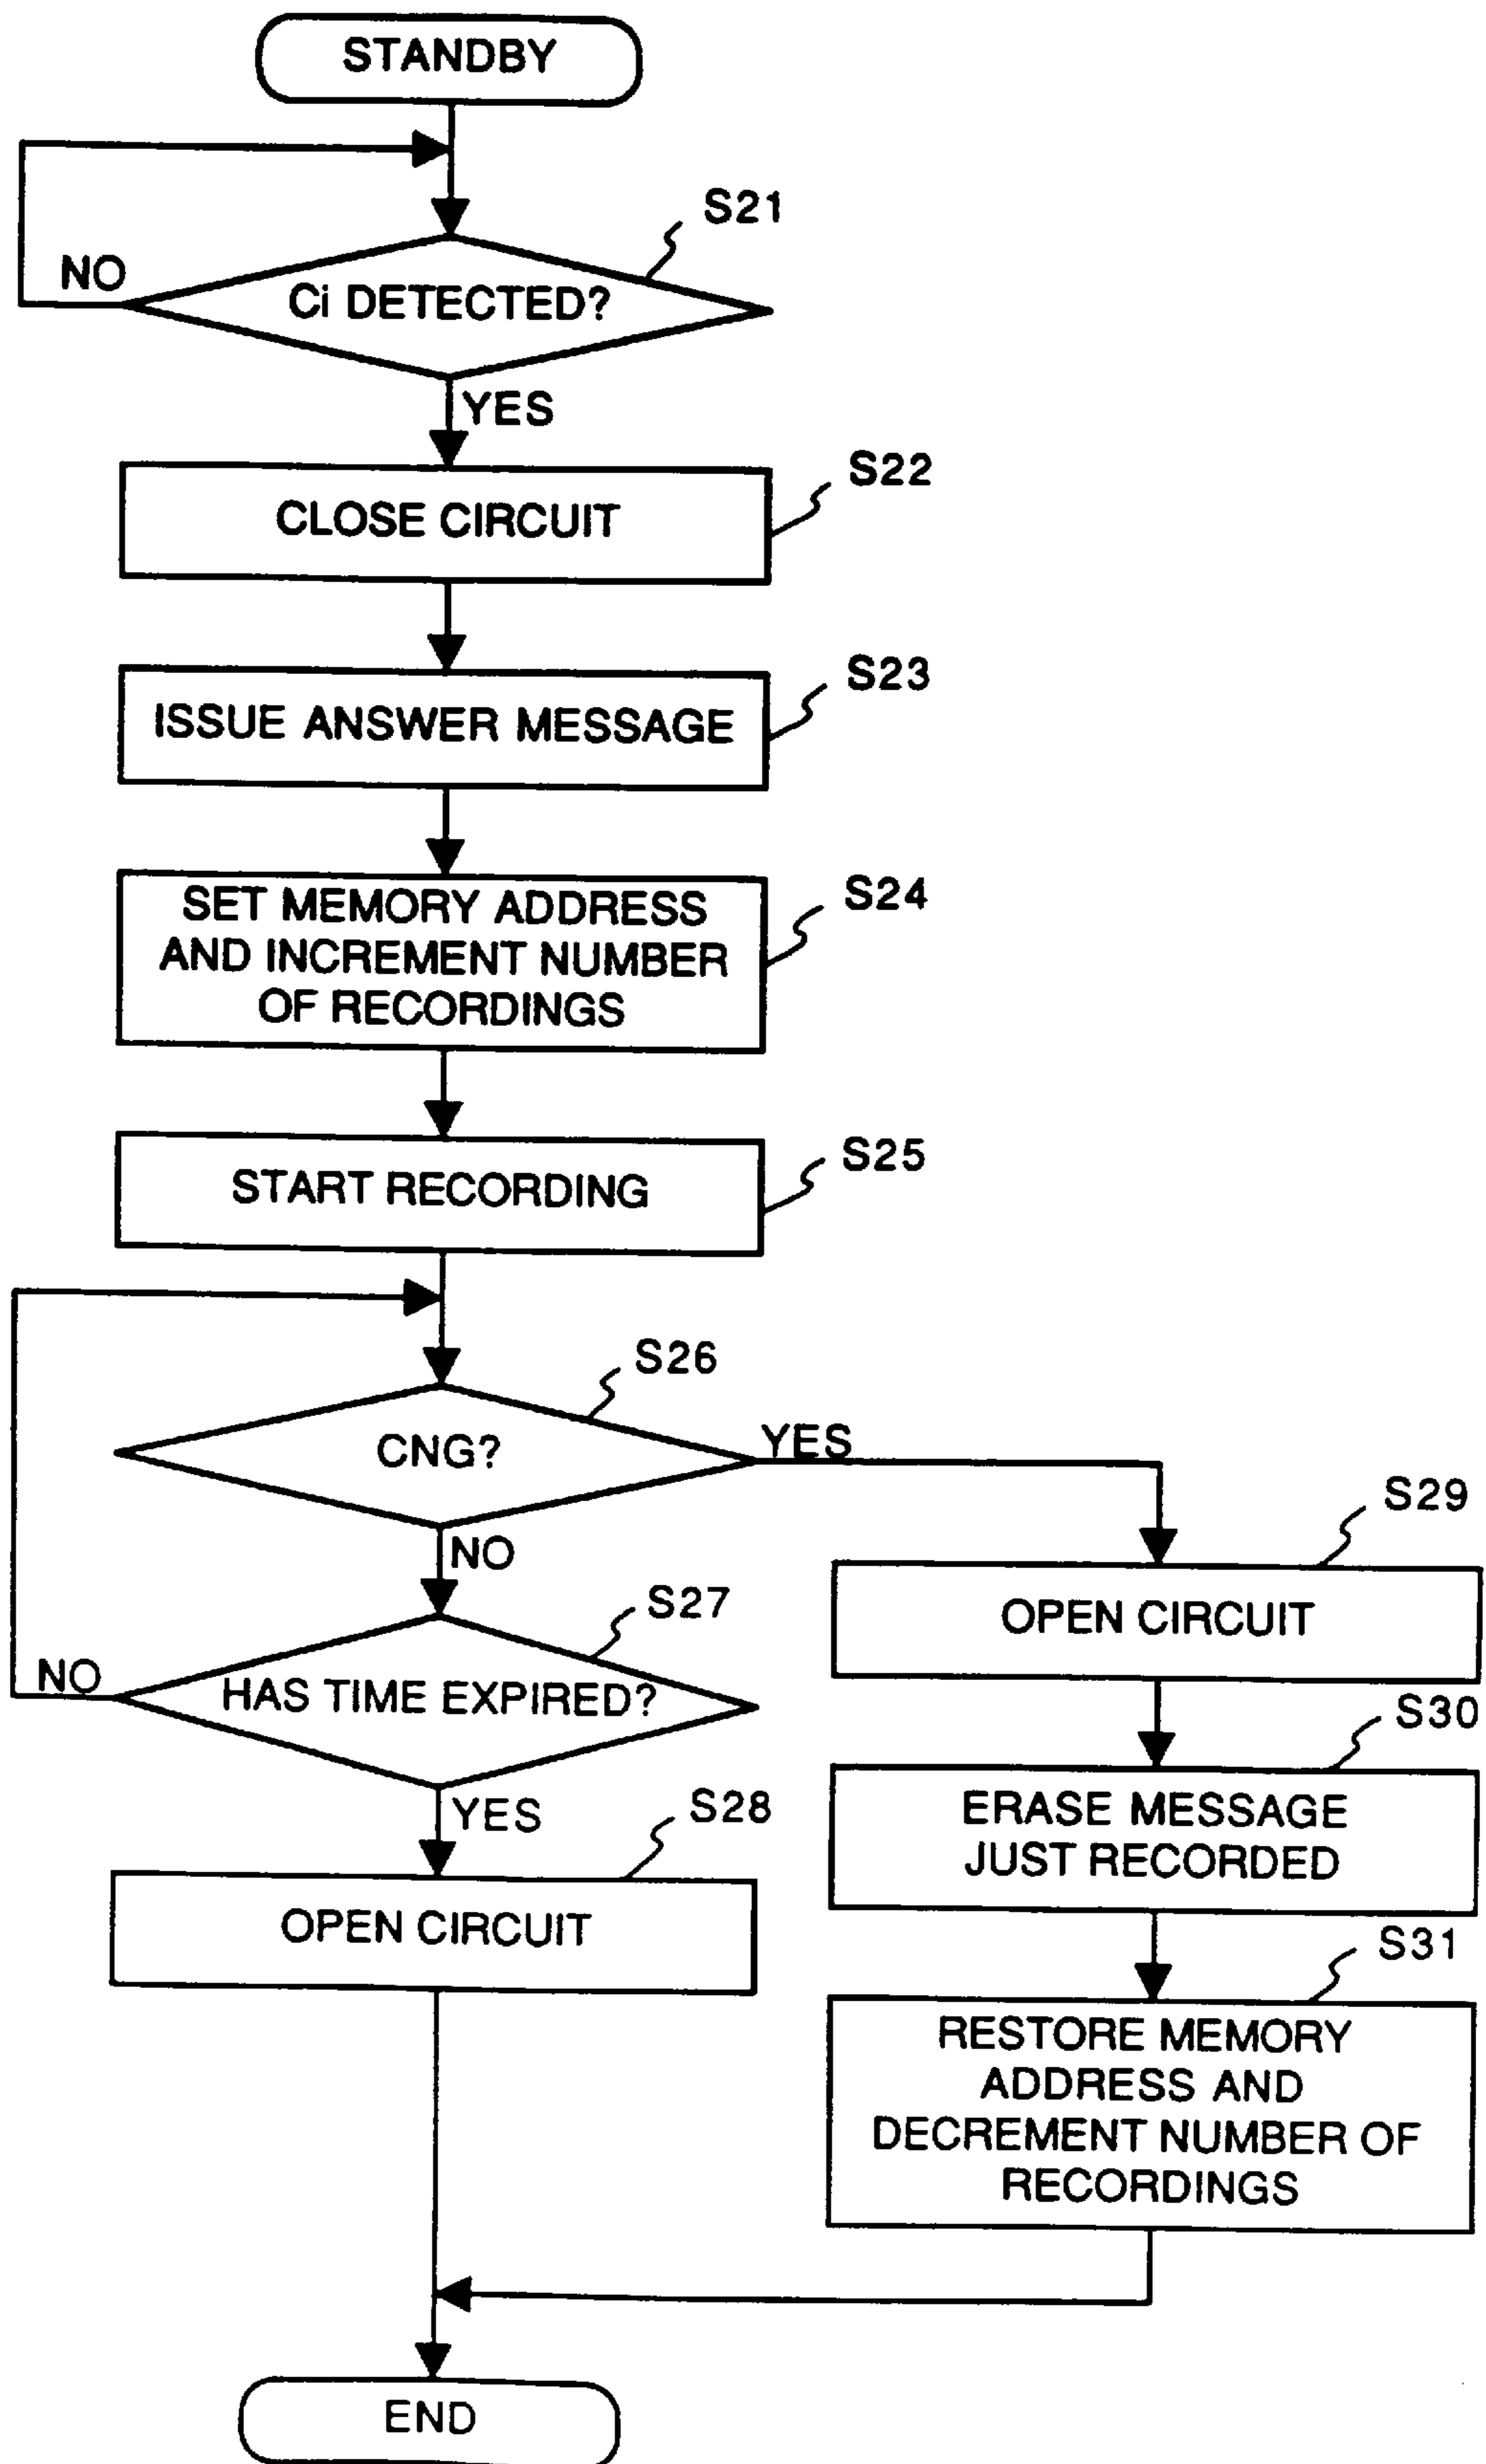 STANDBY
S21
NO
Ci DETECTED?
YES
S22
CLOSE CIRCUIT
S23
ISSUE ANSWER MESSAGE
S24
SET MEMORY ADDRESS
AND INCREMENT NUMBER
OF RECORDINGS
S25
START RECORDING
S26
CNG?
YES
NO
S27
NO
HAS TIME EXPIRED?
YES
S28
OPEN CIRCUIT
S29
OPEN CIRCUIT
S30
ERASE MESSAGE
JUST RECORDED
S31
RESTORE MEMORY
ADDRESS AND
DECREMENT NUMBER OF
RECORDINGS
END